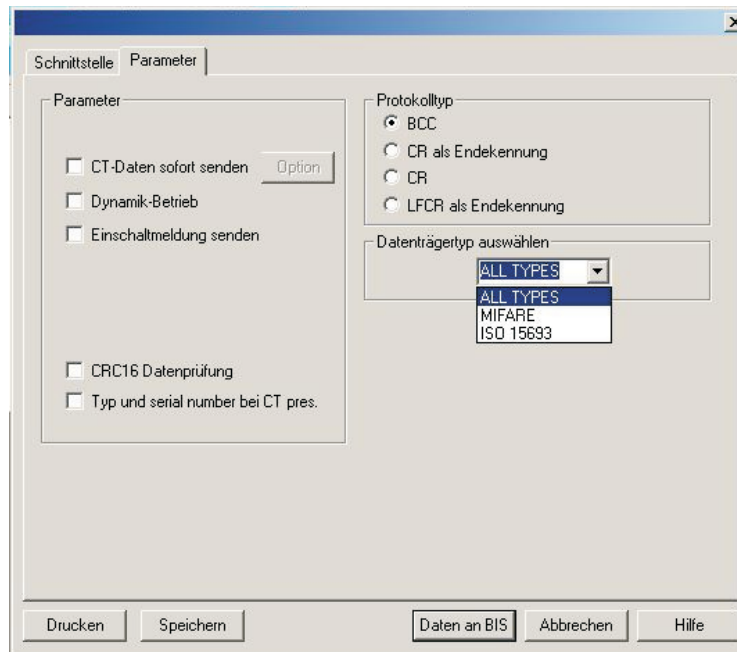 Schnittstelle
Parameter
Parameter
CT-Daten sofort senden
Option
Dynamik-Betrieb
Einschaltmeldung senden
CRC16 Datenprüfung
Typ und serial number bei CT pres.
Protokolltyp
BCC
CR als Endekennung
CR
LFCR als Endekennung
Datenträgertyp auswählen
ALL TYPES
ALL TYPES
MIFARE
ISO 15693
Drucken
Speichern
Daten an BIS
Abbrechen
Hilfe